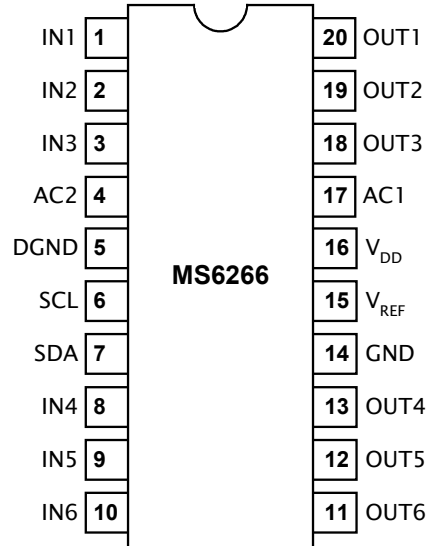 IN1 1 20 OUT1
IN2 2 19 OUT2
IN3 3 18 OUT3
AC2 4 17 AC1
DGND 5 16 VDD
MS6266
SCL 6 15 VREF
SDA 7 14 GND
IN4 8 13 OUT4
IN5 9 12 OUT5
IN6 10 11 OUT6